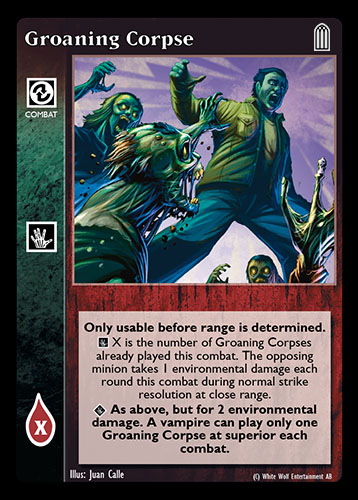 Groaning Corpse
COMBAT
Only usable before range is determined.
X is the number of Groaning Corpses
already played this combat. The opposing
minion takes 1 environmental damage each
round this combat during normal strike
resolution at close range.
As above, but for 2 environmental
damage. A vampire can play only one
Groaning Corpse at superior each
combat.
X
Illus: Juan Calle
(C) White Wolf Entertainment AB